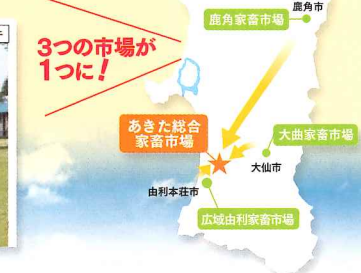 3つの市場が
1つに!
鹿角市
鹿角家畜市場
あきた総合
家畜市場
大曲家畜市場
大仙市
由利本荘市
広域由利家畜市場